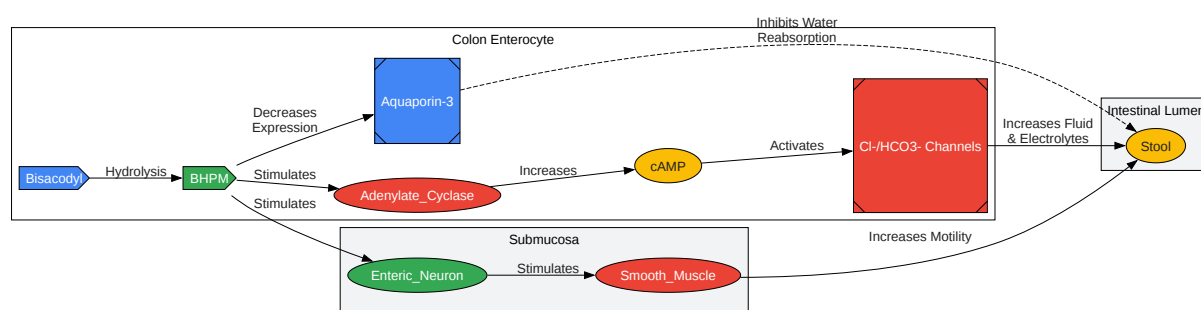 Inhibits Water
Reabsorption
Colon Enterocyte
Aquaporin-3
Decreases
Expression
Intestinal Lumen
Increases Fluid
& Electrolytes
Cl-/HCO3- Channels
Stool
Activates
cAMP
Increases
Bisacodyl
Hydrolysis
BHPM
Stimulates
Adenylate_Cyclase
Stimulates
Submucosa
Increases Motility
Enteric_Neuron
Stimulates
Smooth_Muscle